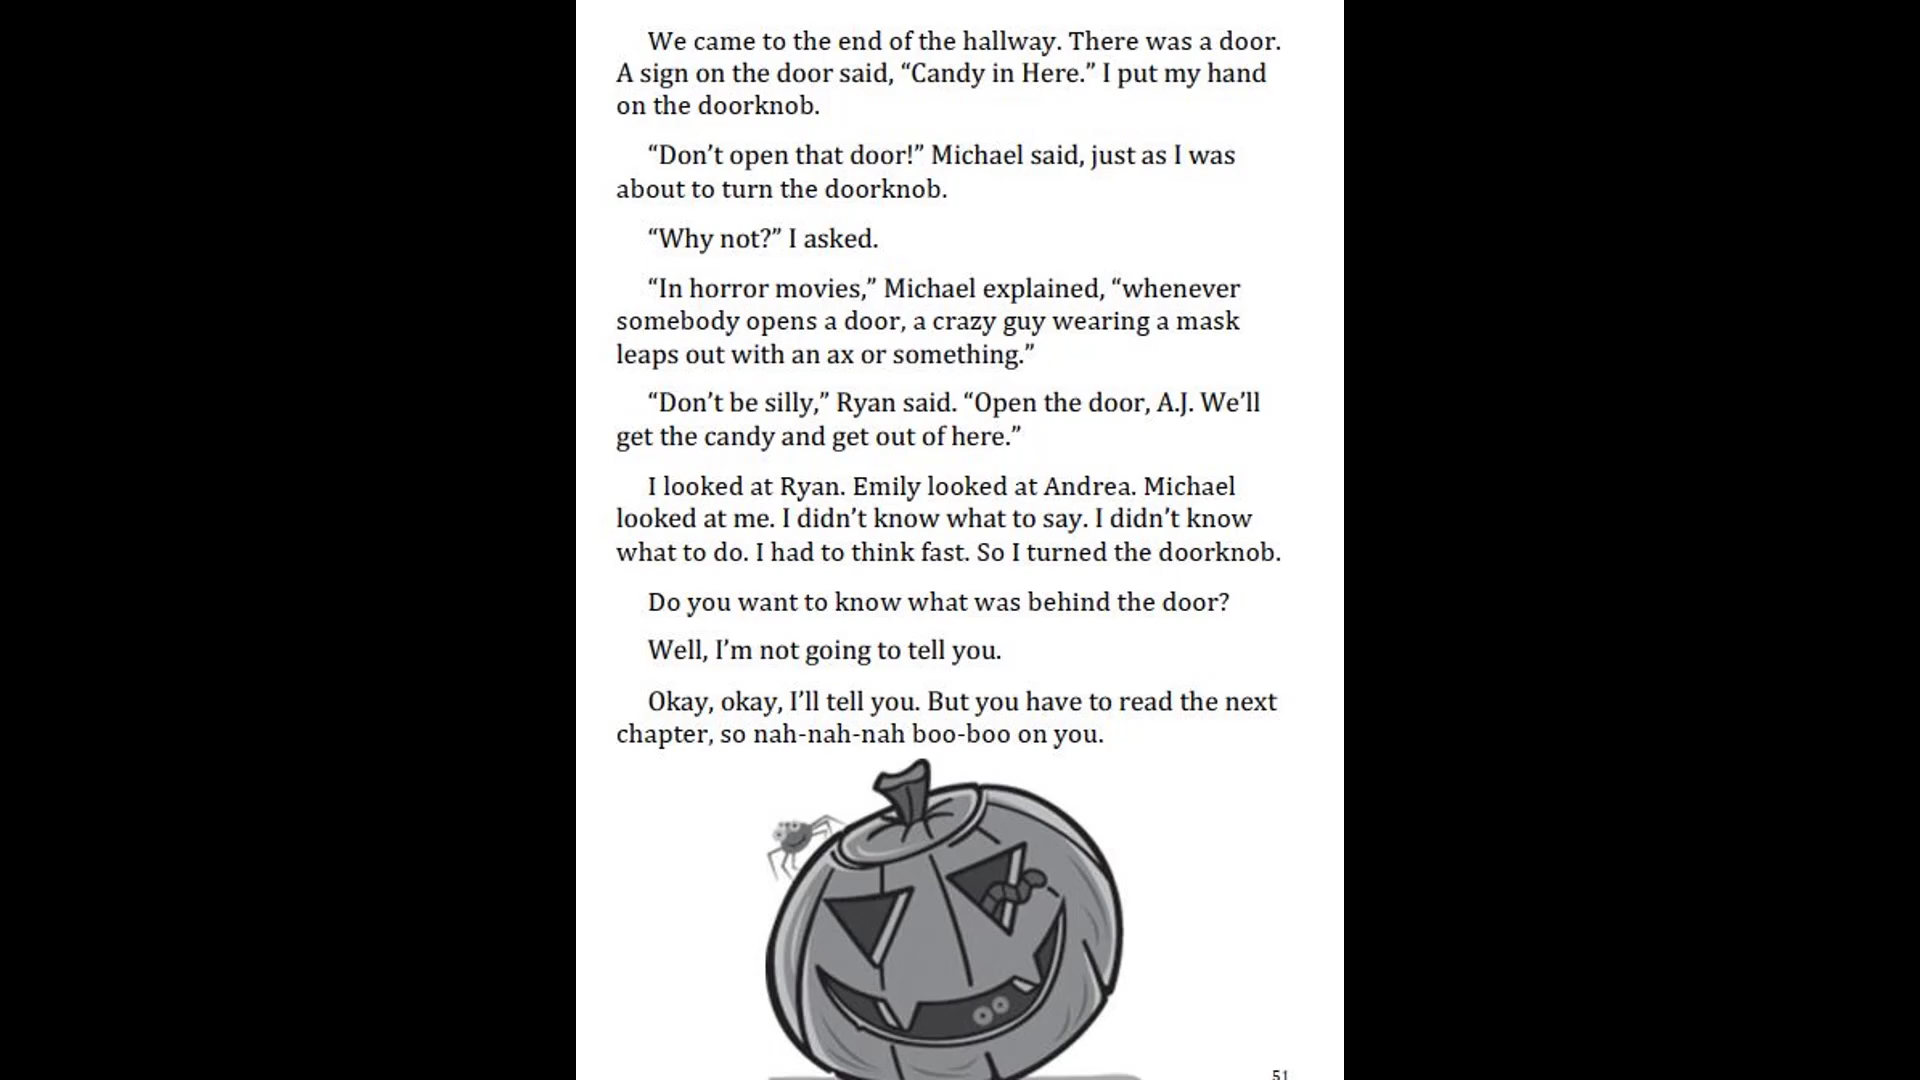 We came to the end of the hallway. There was a door.
A sign on the door said, “Candy in Here.” I put my hand
on the doorknob.
“Don’t open that door!” Michael said, just as I was
about to turn the doorknob.
“Why not?” I asked.
“In horror movies,” Michael explained, “whenever
somebody opens a door, a crazy guy wearing a mask
leaps out with an ax or something.”
“Don’t be silly,” Ryan said. “Open the door, A.J. We’ll
get the candy and get out of here.”
I looked at Ryan. Emily looked at Andrea. Michael
looked at me. I didn’t know what to say. I didn’t know
what to do. I had to think fast. So I turned the doorknob.
Do you want to know what was behind the door?
Well, I’m not going to tell you.
Okay, okay, I’ll tell you. But you have to read the next
chapter, so nah-nah-nah boo-boo on you.
51